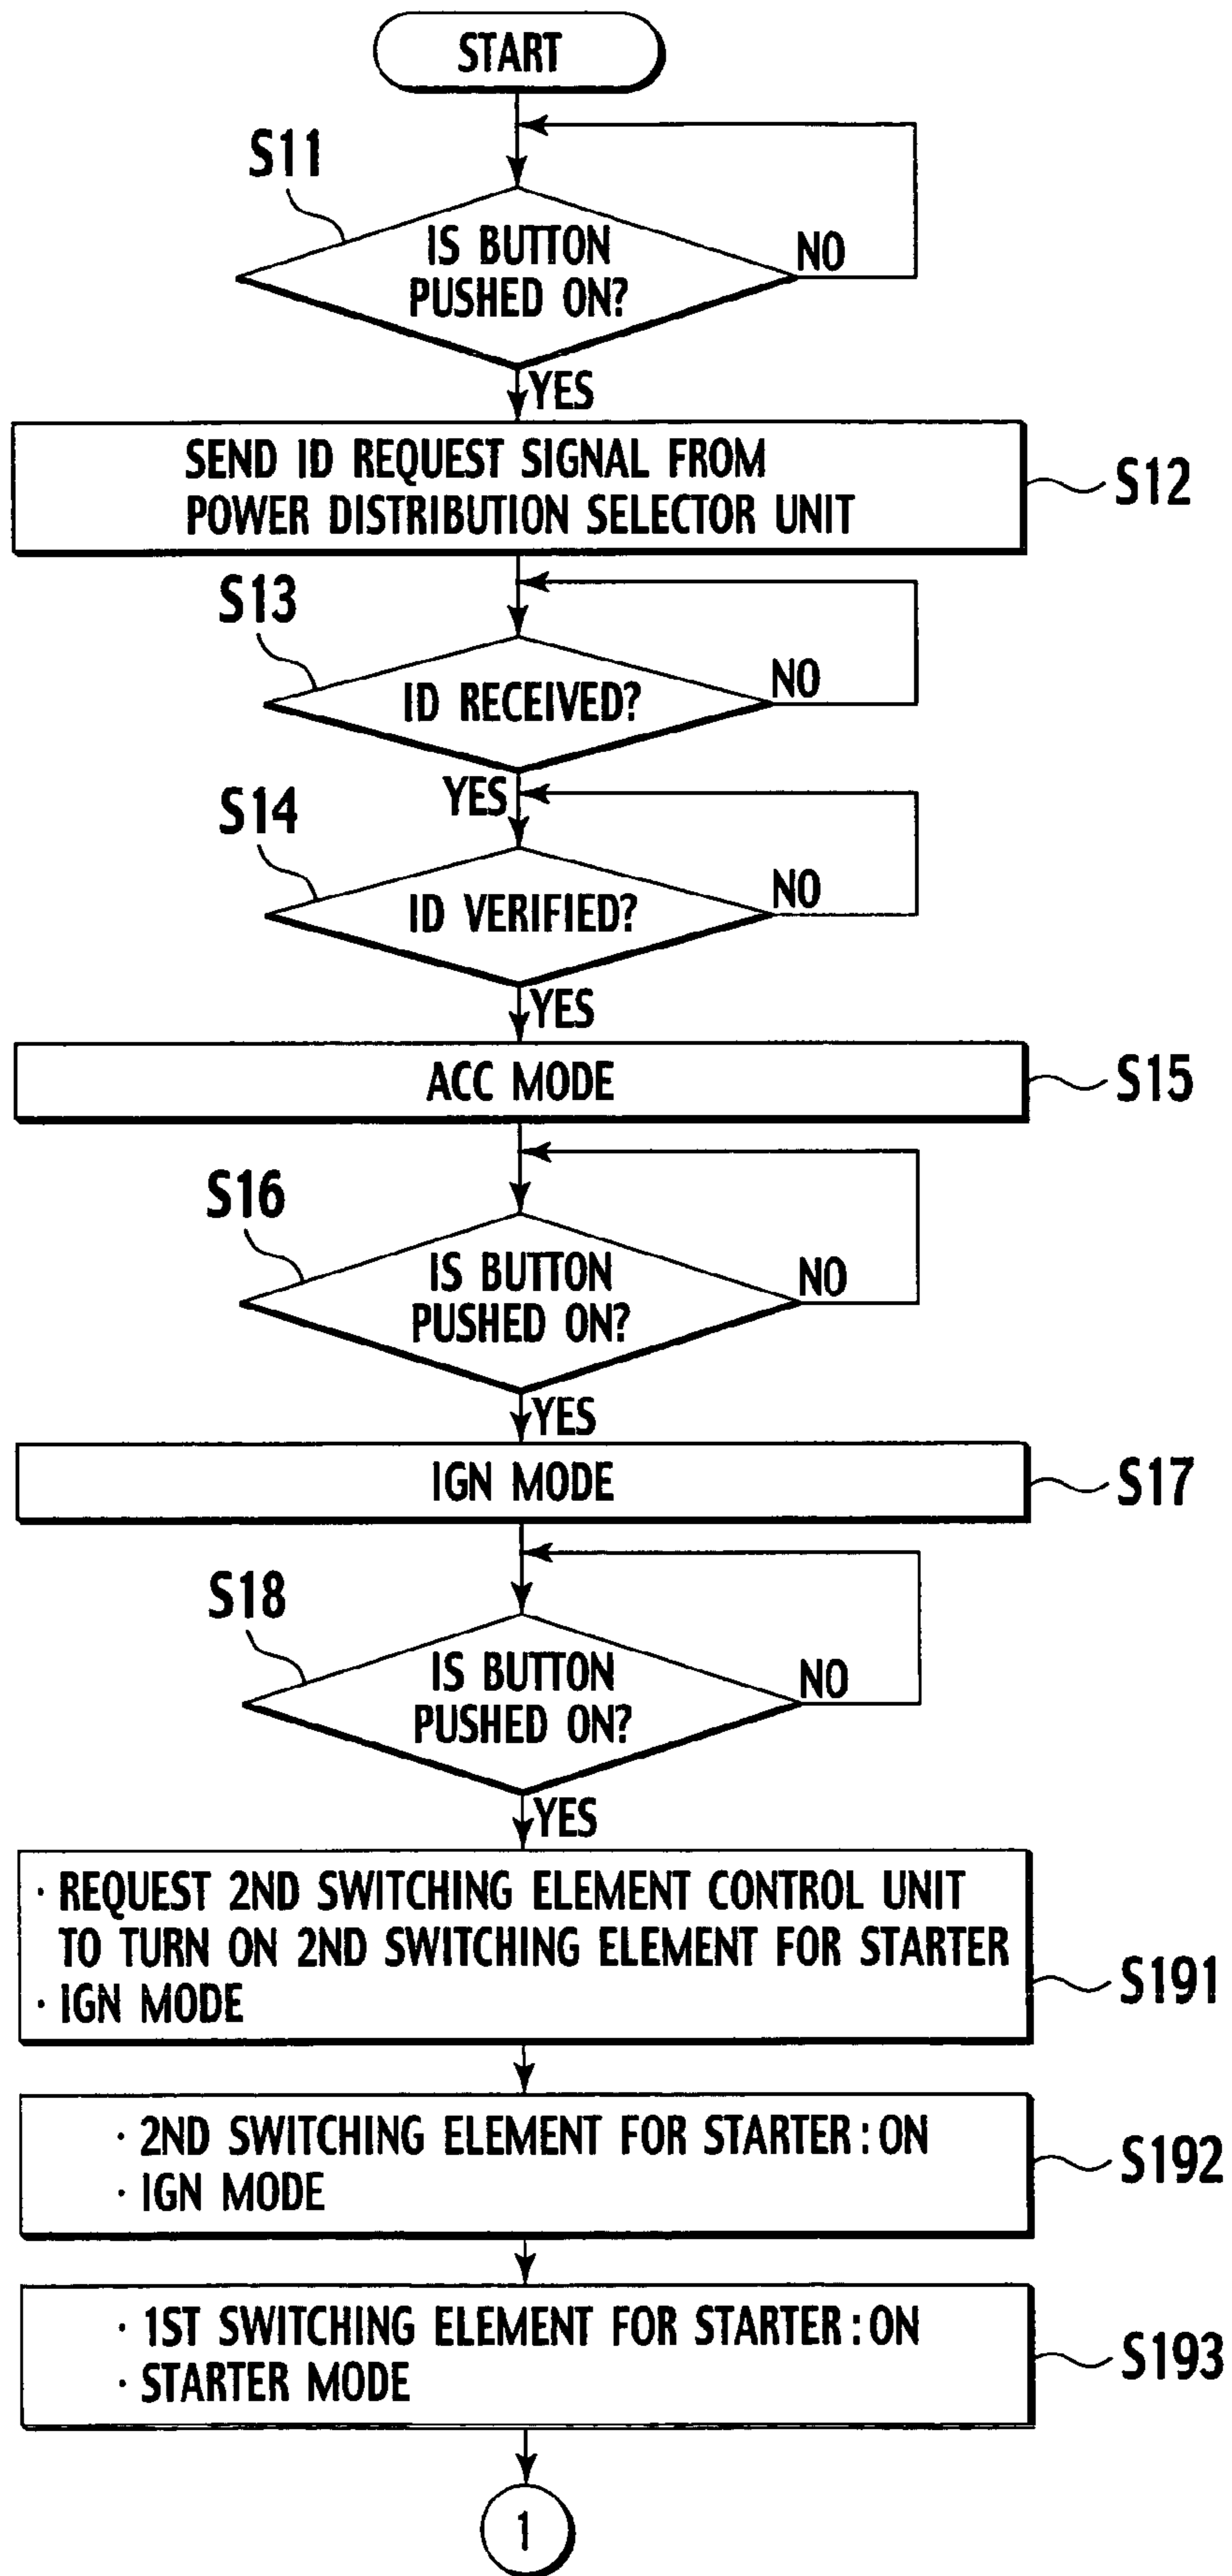 START
S11
IS BUTTON
PUSHED ON?
NO
YES
SEND ID REQUEST SIGNAL FROM
POWER DISTRIBUTION SELECTOR UNIT
S12
S13
ID RECEIVED?
NO
YES
S14
ID VERIFIED?
NO
YES
ACC MODE
S15
S16
IS BUTTON
PUSHED ON?
NO
YES
IGN MODE
S17
S18
IS BUTTON
PUSHED ON?
NO
YES
· REQUEST 2ND SWITCHING ELEMENT CONTROL UNIT
TO TURN ON 2ND SWITCHING ELEMENT FOR STARTER
· IGN MODE
S191
· 2ND SWITCHING ELEMENT FOR STARTER : ON
· IGN MODE
S192
· 1ST SWITCHING ELEMENT FOR STARTER : ON
· STARTER MODE
S193
1